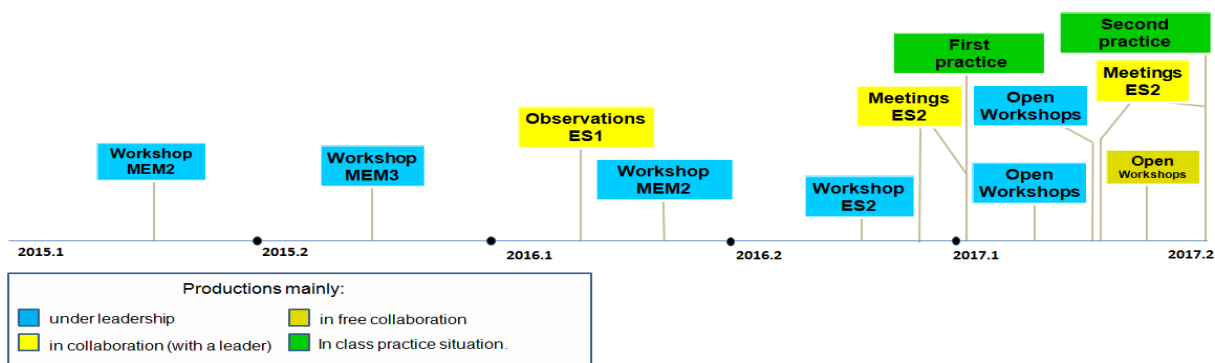 Second
practice
First
practice
Meetings
ES2
Meetings
ES2
Open
Workshops
Observations
ES1
Workshop
MEM2
Workshop
MEM3
Workshop
MEM2
Workshop
ES2
Open
Workshops
Open
Workshops
2015.1
2015.2
2016.1
2016.2
2017.1
2017.2
Productions mainly:
under leadership
in free collaboration
in collaboration (with a leader)
In class practice situation.